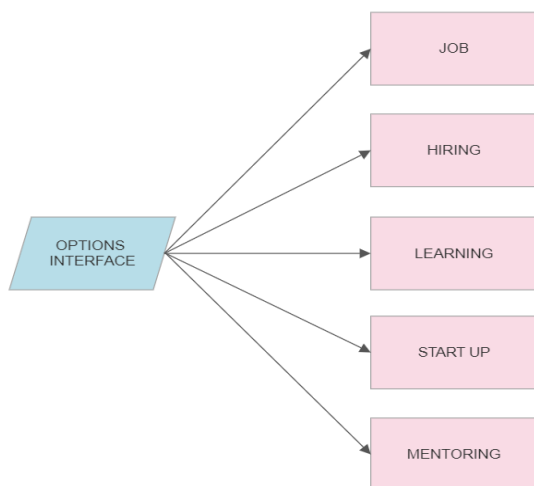 OPTIONS
INTERFACE
JOB
HIRING
LEARNING
START UP
MENTORING